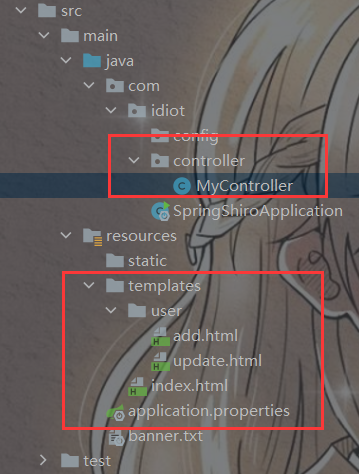 src
main
java
com
idiot
config
controller
MyController
SpringShiroApplication
resources
static
templates
user
add.html
update.html
index.html
application.properties
banner.txt
test